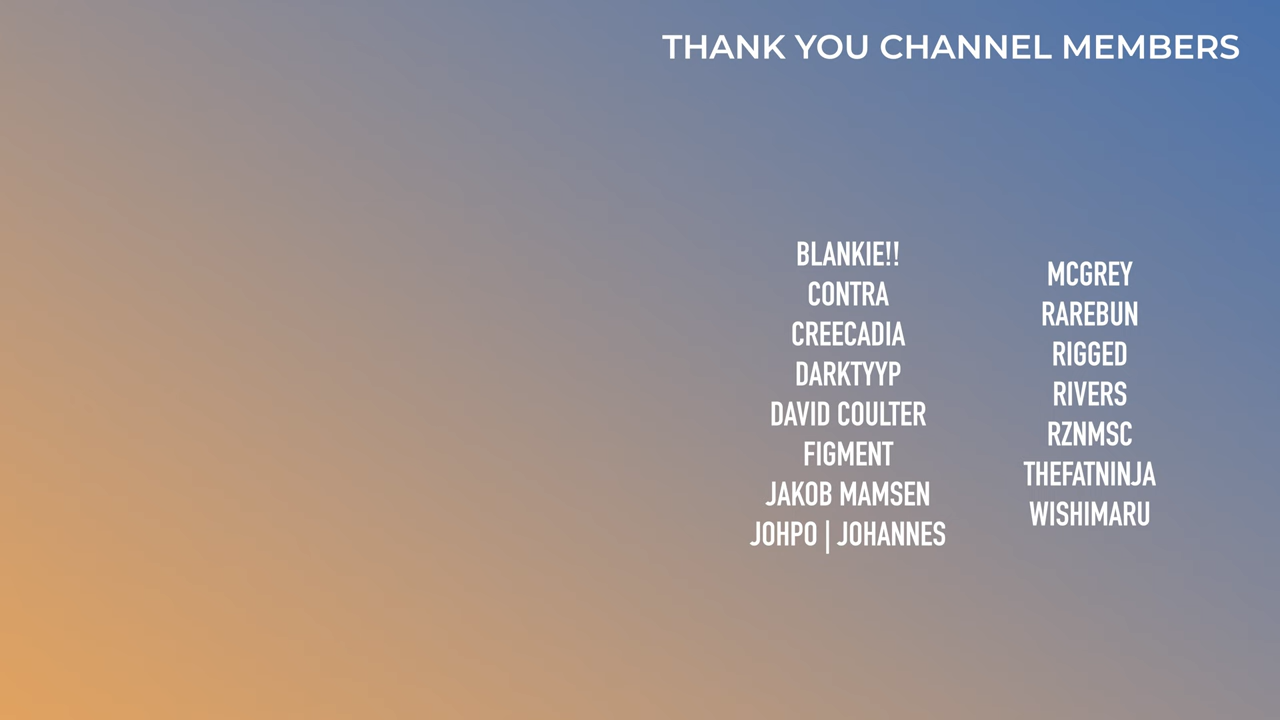 THANK YOU CHANNEL MEMBERS
BLANKIE!!
CONTRA
CREECADIA
DARKTYYP
DAVID COULTER
FIGMENT
JAKOB MAMSEN
JOHPO | JOHANNES
MCGREY
RAREBUN
RIGGED
RIVERS
RZNMSC
THEFATNINJA
WISHIMARU